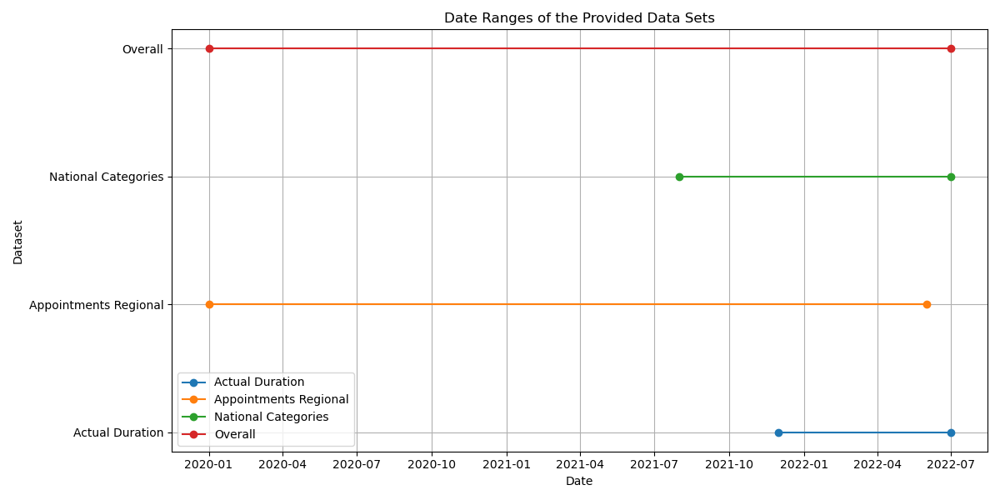 Date Ranges of the Provided Data Sets
Dataset
Overall
National Categories
Appointments Regional
Actual Duration
Actual Duration
Appointments Regional
National Categories
Overall
2020-01 2020-04 2020-07 2020-10 2021-01 2021-04 2021-07 2021-10 2022-01 2022-04 2022-07
Date